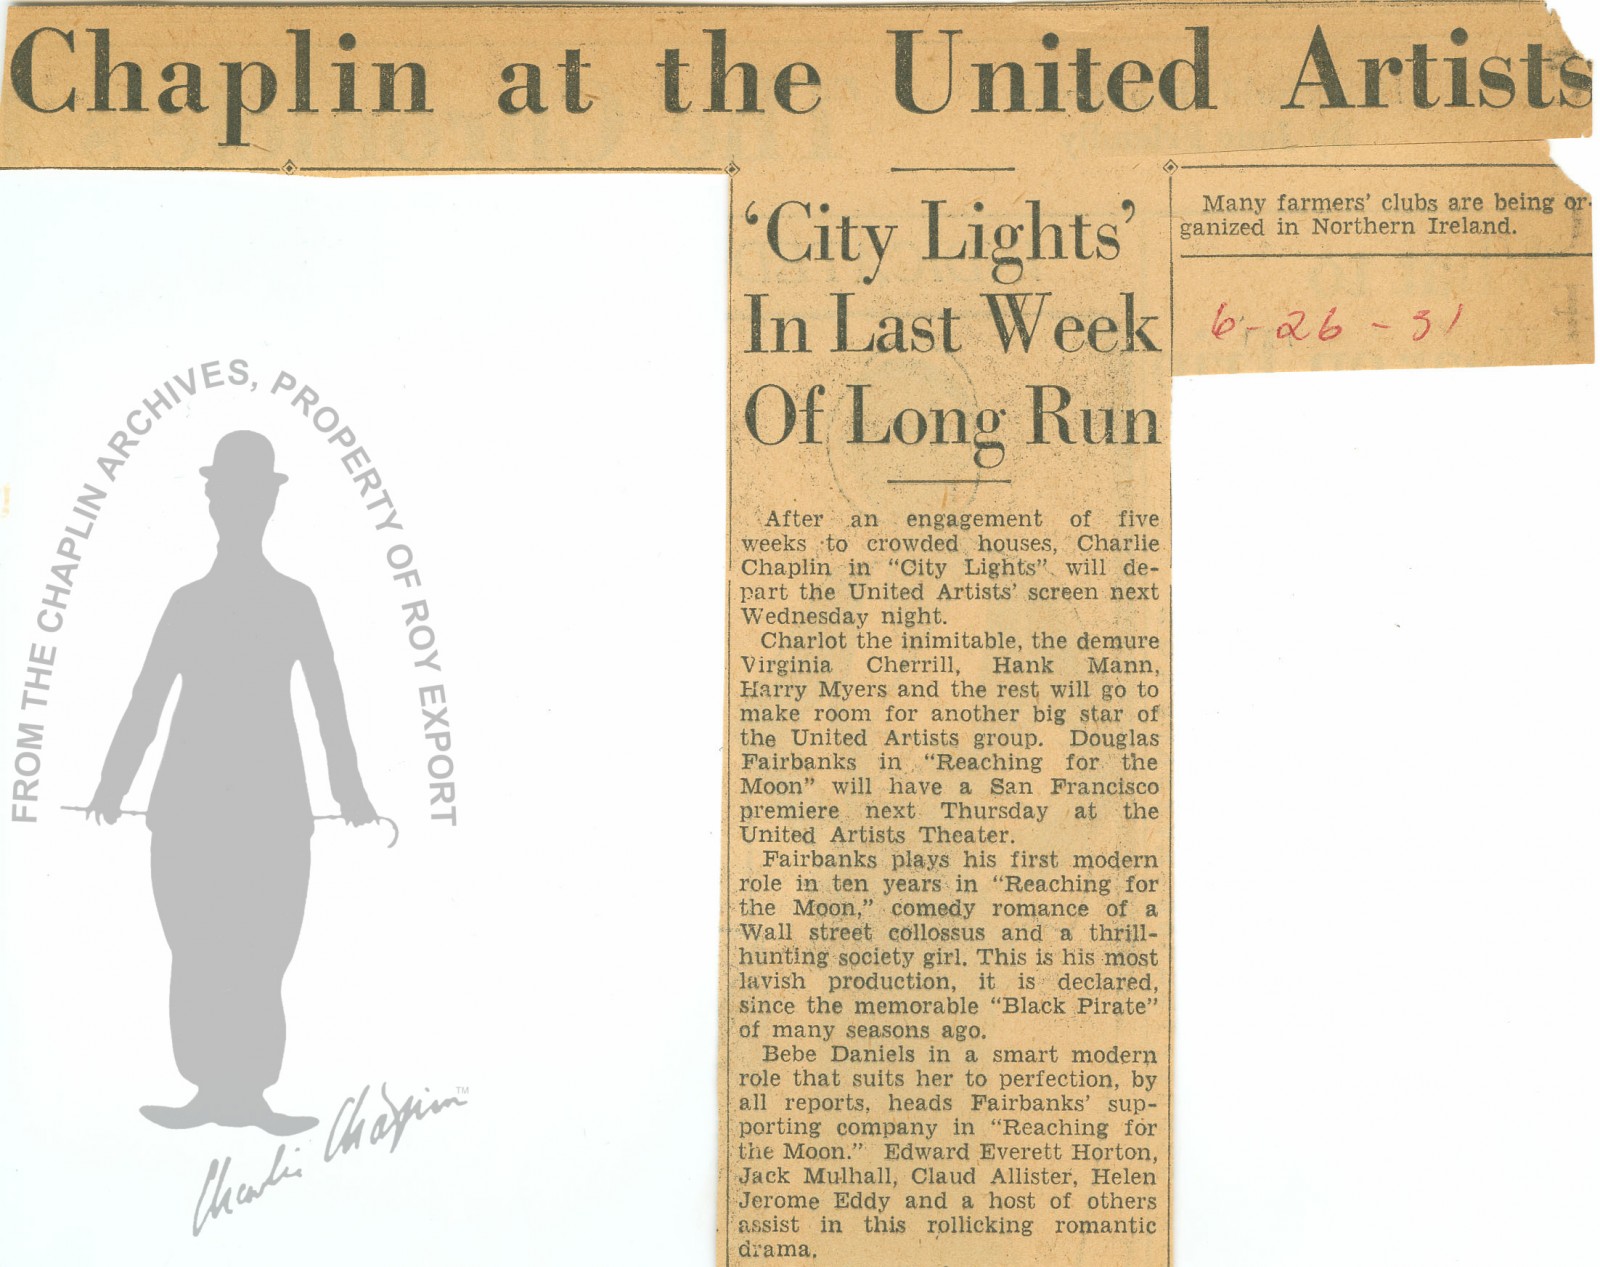 Chaplin at the United Artists
'City Lights'
In Last Week
Of Long Run
After an engagement of five
weeks to crowded houses, Charlie
Chaplin in "City Lights" will de-
part the United Artists' screen next
Wednesday night.
Charlot the inimitable, the demure
Virginia Cherrill, Hank Mann,
Harry Myers and the rest will go to
make room for another big star of
the United Artists group. Douglas
Fairbanks in "Reaching for the
Moon" will have a San Francisco
premiere next Thursday at the
United Artists Theater.
Fairbanks plays his first modern
role in ten years in "Reaching for
the Moon," comedy romance of a
Wall street collossus and a thrill-
hunting society girl. This is his most
lavish production, it is declared,
since the memorable "Black Pirate"
of many seasons ago.
Bebe Daniels in a smart modern
role that suits her to perfection, by
all reports, heads Fairbanks' sup-
porting company in "Reaching for
the Moon." Edward Everett Horton,
Jack Mulhall, Claud Allister, Helen
Jerome Eddy and a host of others
assist in this rollicking romantic
drama.
Many farmers' clubs are being or-
ganized in Northern Ireland.
6-26-31
FROM THE CHAPLIN ARCHIVES, PROPERTY OF ROY EXPORT
Charlie Chaplin™